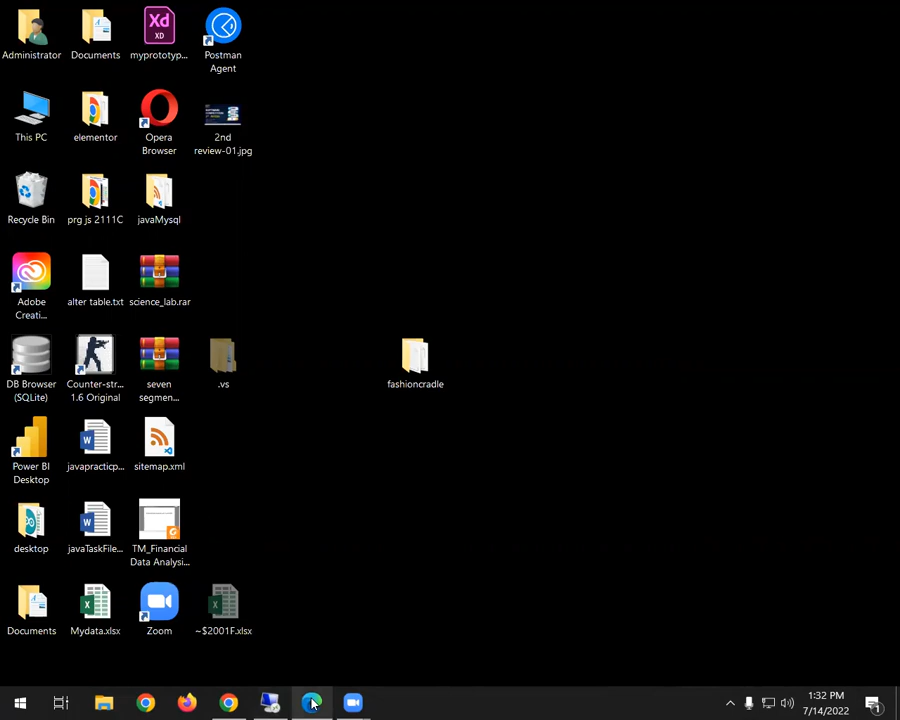 Administrator
Documents
Xd
XD
myprototyp...
Postman
Agent
This PC
elementor
Opera
Browser
2nd
review-01.jpg
Recycle Bin
prg js 2111C
javaMysql
Adobe
Creati...
alter table.txt
science_lab.rar
DB Browser
(SQLite)
Counter-str...
1.6 Original
seven
segmen...
.vs
fashioncradle
Power BI
Desktop
W
javapracticp...
sitemap.xml
desktop
W
javaTaskFile...
TM_Financial
Data Analysi...
Documents
X
Mydata.xlsx
Zoom
X
~$2001F.xlsx
1:32 PM
7/14/2022
1